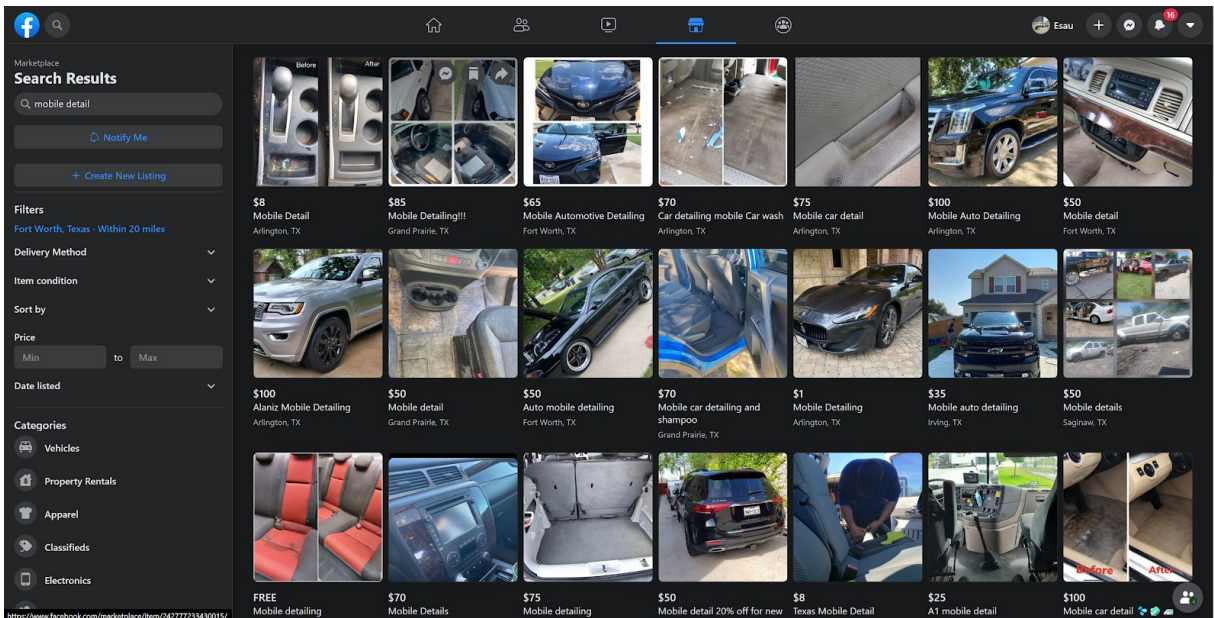 16
Esau
Marketplace
Search Results
mobile detail
Notify Me
+ Create New Listing
Filters
Fort Worth, Texas · Within 20 miles
Delivery Method
Item condition
Sort by
Price
Min to Max
Date listed
Categories
Vehicles
Property Rentals
Apparel
Classifieds
Electronics
https://www.facebook.com/marketplace/item/242777233430015/
Before After
$8
Mobile Detail
Arlington, TX
$85
Mobile Detailing!!!
Grand Prairie, TX
$65
Mobile Automotive Detailing
Fort Worth, TX
$70
Car detailing mobile Car wash
Arlington, TX
$75
Mobile car detail
Arlington, TX
$100
Mobile Auto Detailing
Arlington, TX
$50
Mobile detail
Fort Worth, TX
$100
Alaniz Mobile Detailing
Arlington, TX
$50
Mobile detail
Grand Prairie, TX
$50
Auto mobile detailing
Fort Worth, TX
$70
Mobile car detailing and
shampoo
Grand Prairie, TX
$1
Mobile Detailing
Arlington, TX
$35
Mobile auto detailing
Irving, TX
$50
Mobile details
Saginaw, TX
FREE
Mobile detailing
$70
Mobile Details
$75
Mobile detailing
$50
Mobile detail 20% off for new
$8
Texas Mobile Detail
$25
A1 mobile detail
Before After
$100
Mobile car detail